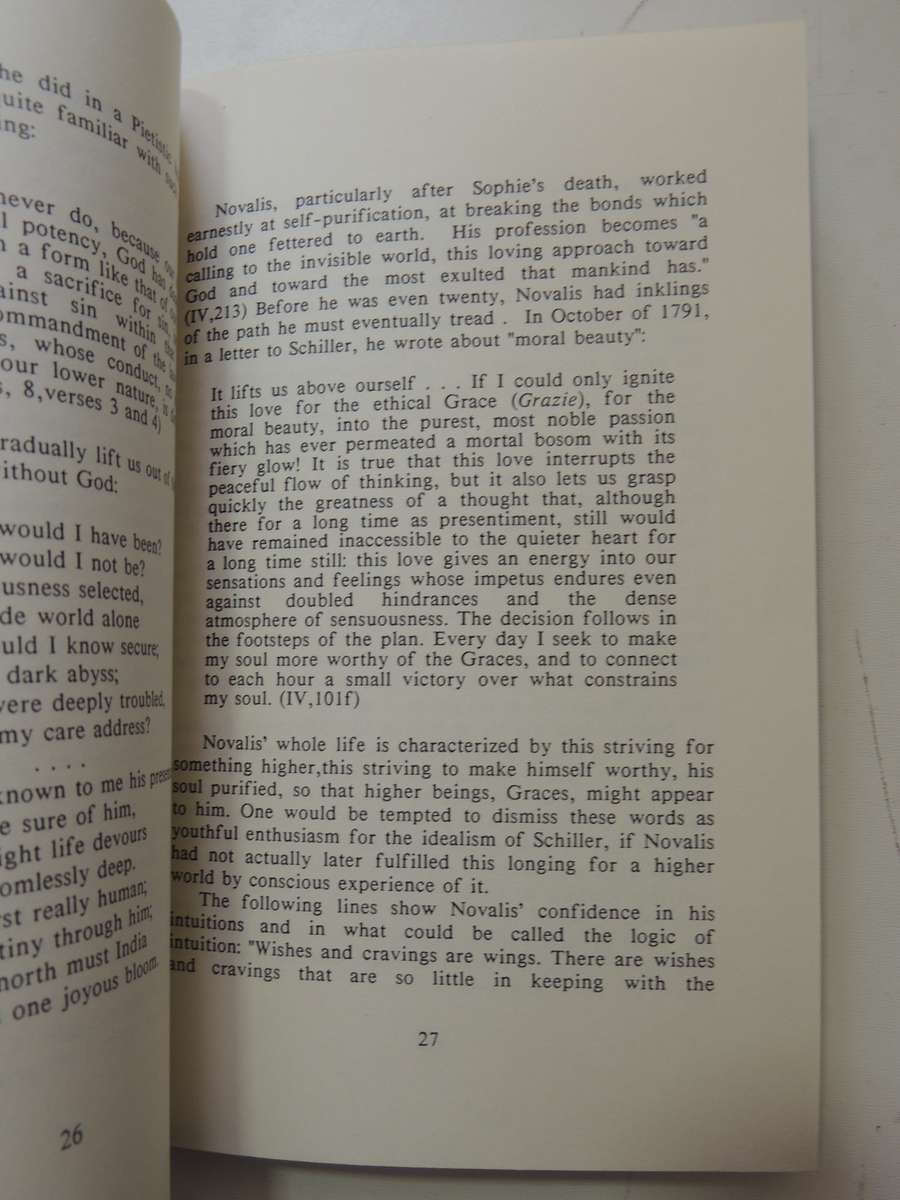 he did in a Pietistic
uite familiar with suc
ing:
never do, because our
l potency, God has
a form like that of
a sacrifice for sin,
ainst sin within
ommandment of the
s, whose conduct, no
our lower nature, is
s, 8,verses 3 and 4)
radually lift us out of
ithout God:
would I have been?
would I not be?
ousness selected,
de world alone
uld I know secure;
dark abyss;
were deeply troubled,
my care address?
. . . .
known to me his
e sure of him,
ight life devours
omlessly deep.
rst really human;
tiny through him;
north must India
one joyous bloom.
26
Novalis, particularly after Sophie's death, worked
earnestly at self-purification, at breaking the bonds which
hold one fettered to earth. His profession becomes "a
calling to the invisible world, this loving approach toward
God and toward the most exulted that mankind has."
(IV,213) Before he was even twenty, Novalis had inklings
of the path he must eventually tread . In October of 1791,
in a letter to Schiller, he wrote about "moral beauty":
It lifts us above ourself . . . If I could only ignite
this love for the ethical Grace (Grazie), for the
moral beauty, into the purest, most noble passion
which has ever permeated a mortal bosom with its
fiery glow! It is true that this love interrupts the
peaceful flow of thinking, but it also lets us grasp
quickly the greatness of a thought that, although
there for a long time as presentiment, still would
have remained inaccessible to the quieter heart for
a long time still: this love gives an energy into our
sensations and feelings whose impetus endures even
against doubled hindrances and the dense
atmosphere of sensuousness. The decision follows in
the footsteps of the plan. Every day I seek to make
my soul more worthy of the Graces, and to connect
to each hour a small victory over what constrains
my soul. (IV,101f)
Novalis' whole life is characterized by this striving for
something higher,this striving to make himself worthy, his
soul purified, so that higher beings, Graces, might appear
to him. One would be tempted to dismiss these words as
youthful enthusiasm for the idealism of Schiller, if Novalis
had not actually later fulfilled this longing for a higher
world by conscious experience of it.
The following lines show Novalis' confidence in his
intuitions and in what could be called the logic of
intuition: "Wishes and cravings are wings. There are wishes
and cravings that are so little in keeping with the
27